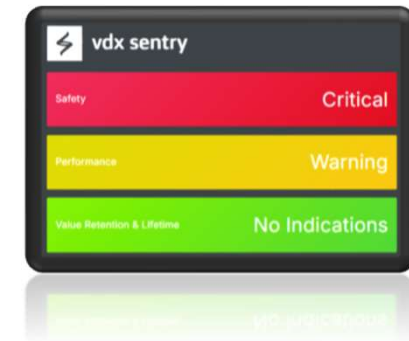 vdx sentry
Safety Critical
Performance Warning
Value Retention & Lifetime No Indications